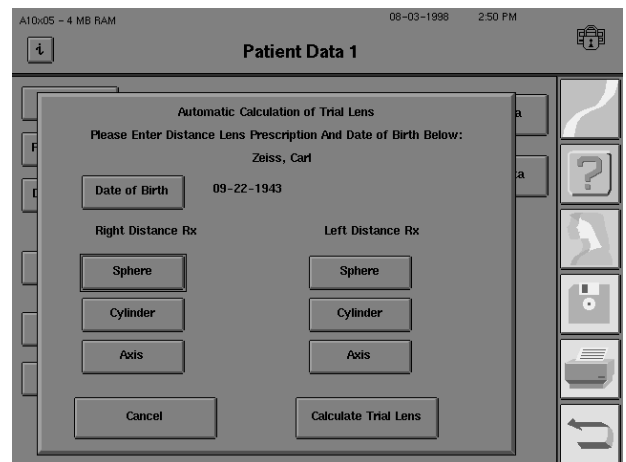 A10x05 – 4 MB RAM 08–03–1998 2:50 PM
i Patient Data 1
Automatic Calculation of Trial Lens
Please Enter Distance Lens Prescription And Date of Birth Below:
Zeiss, Carl
Date of Birth 09-22-1943
Right Distance Rx Left Distance Rx
Sphere Sphere
Cylinder Cylinder
Axis Axis
Cancel Calculate Trial Lens
?